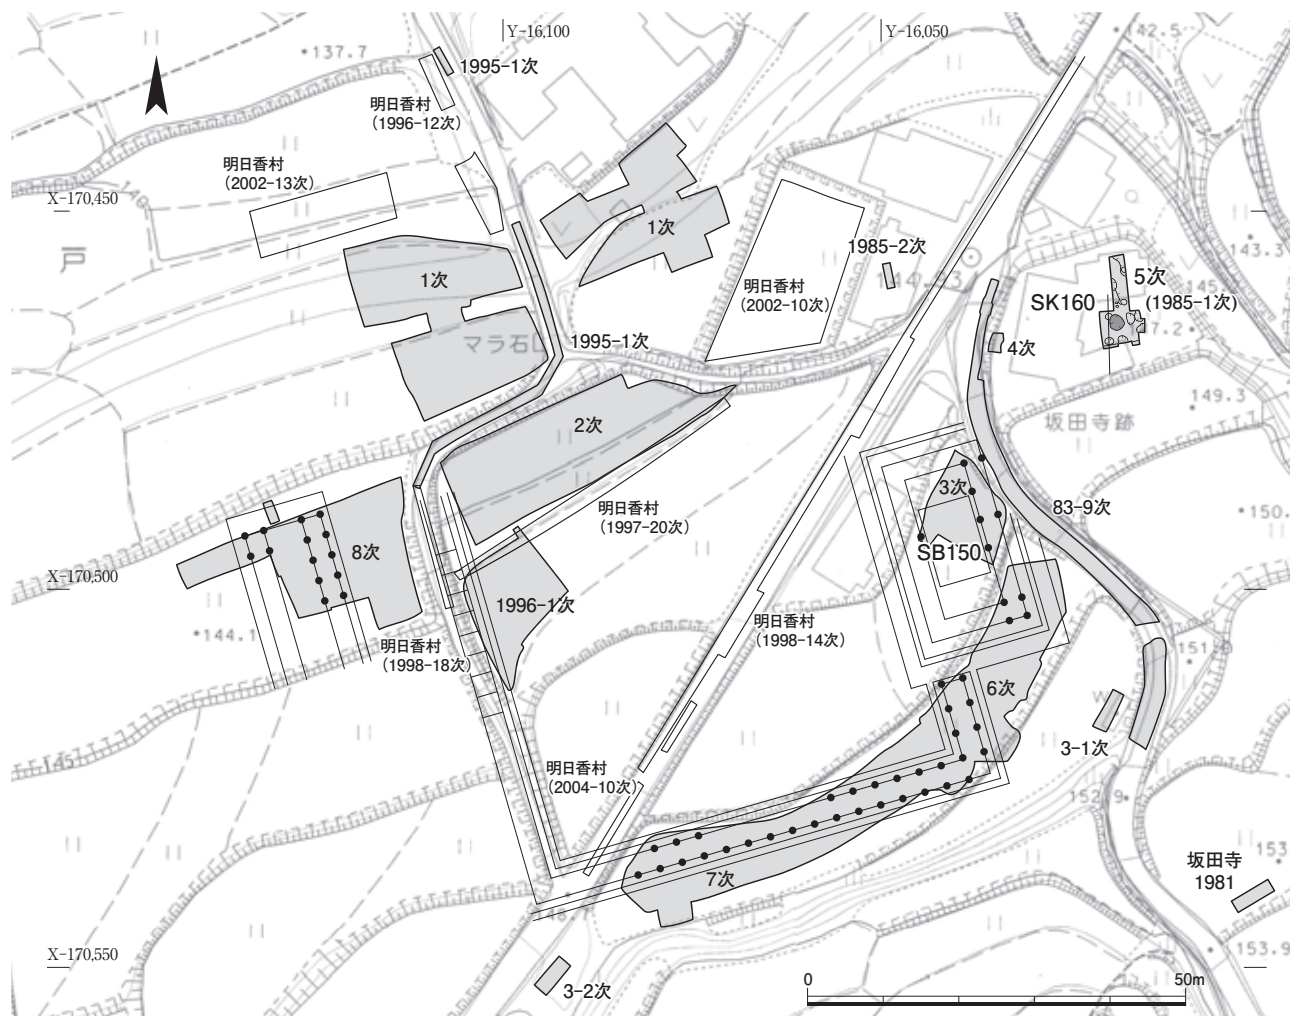 Y-16,100
Y-16,050
137.7
142.5
1995-1次
明日香村
（1996-12次）
明日香村
（2002-13次）
X-170,450
戸
1次
1次
1985-2次
143.3
明日香村
（2002-10次）
SK160
5次
（1985-1次）
47.2
マラ石
1995-1次
4次
149.3
坂田寺跡
2次
3次
83-9次
明日香村
（1997-20次）
150.
8次
SB150
X-170,500
1996-1次
144.1
明日香村
（1998-18次）
明日香村
（1998-14次）
6次
3-1次
145
明日香村
（2004-10次）
152.9
7次
坂田寺
1981
153.
148.7
X-170,550
153.9
3-2次
0
50m